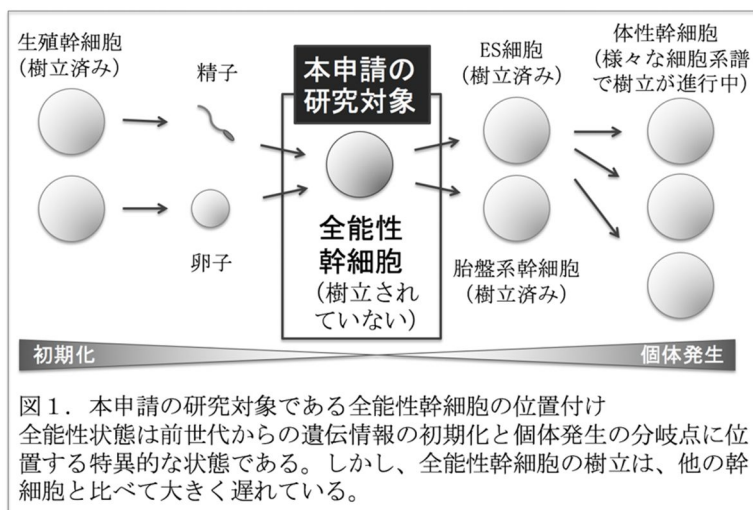 生殖幹細胞
(樹立済み)
精子
卵子
本申請の
研究対象
全能性
幹細胞
(樹立され
ていない)
ES細胞
(樹立済み)
胎盤系幹細胞
(樹立済み)
体性幹細胞
(様々な細胞系譜
で樹立が進行中)
初期化
個体発生
図1．本申請の研究対象である全能性幹細胞の位置付け
全能性状態は前世代からの遺伝情報の初期化と個体発生の分岐点に位
置する特異的な状態である。しかし、全能性幹細胞の樹立は、他の幹
細胞と比べて大きく遅れている。